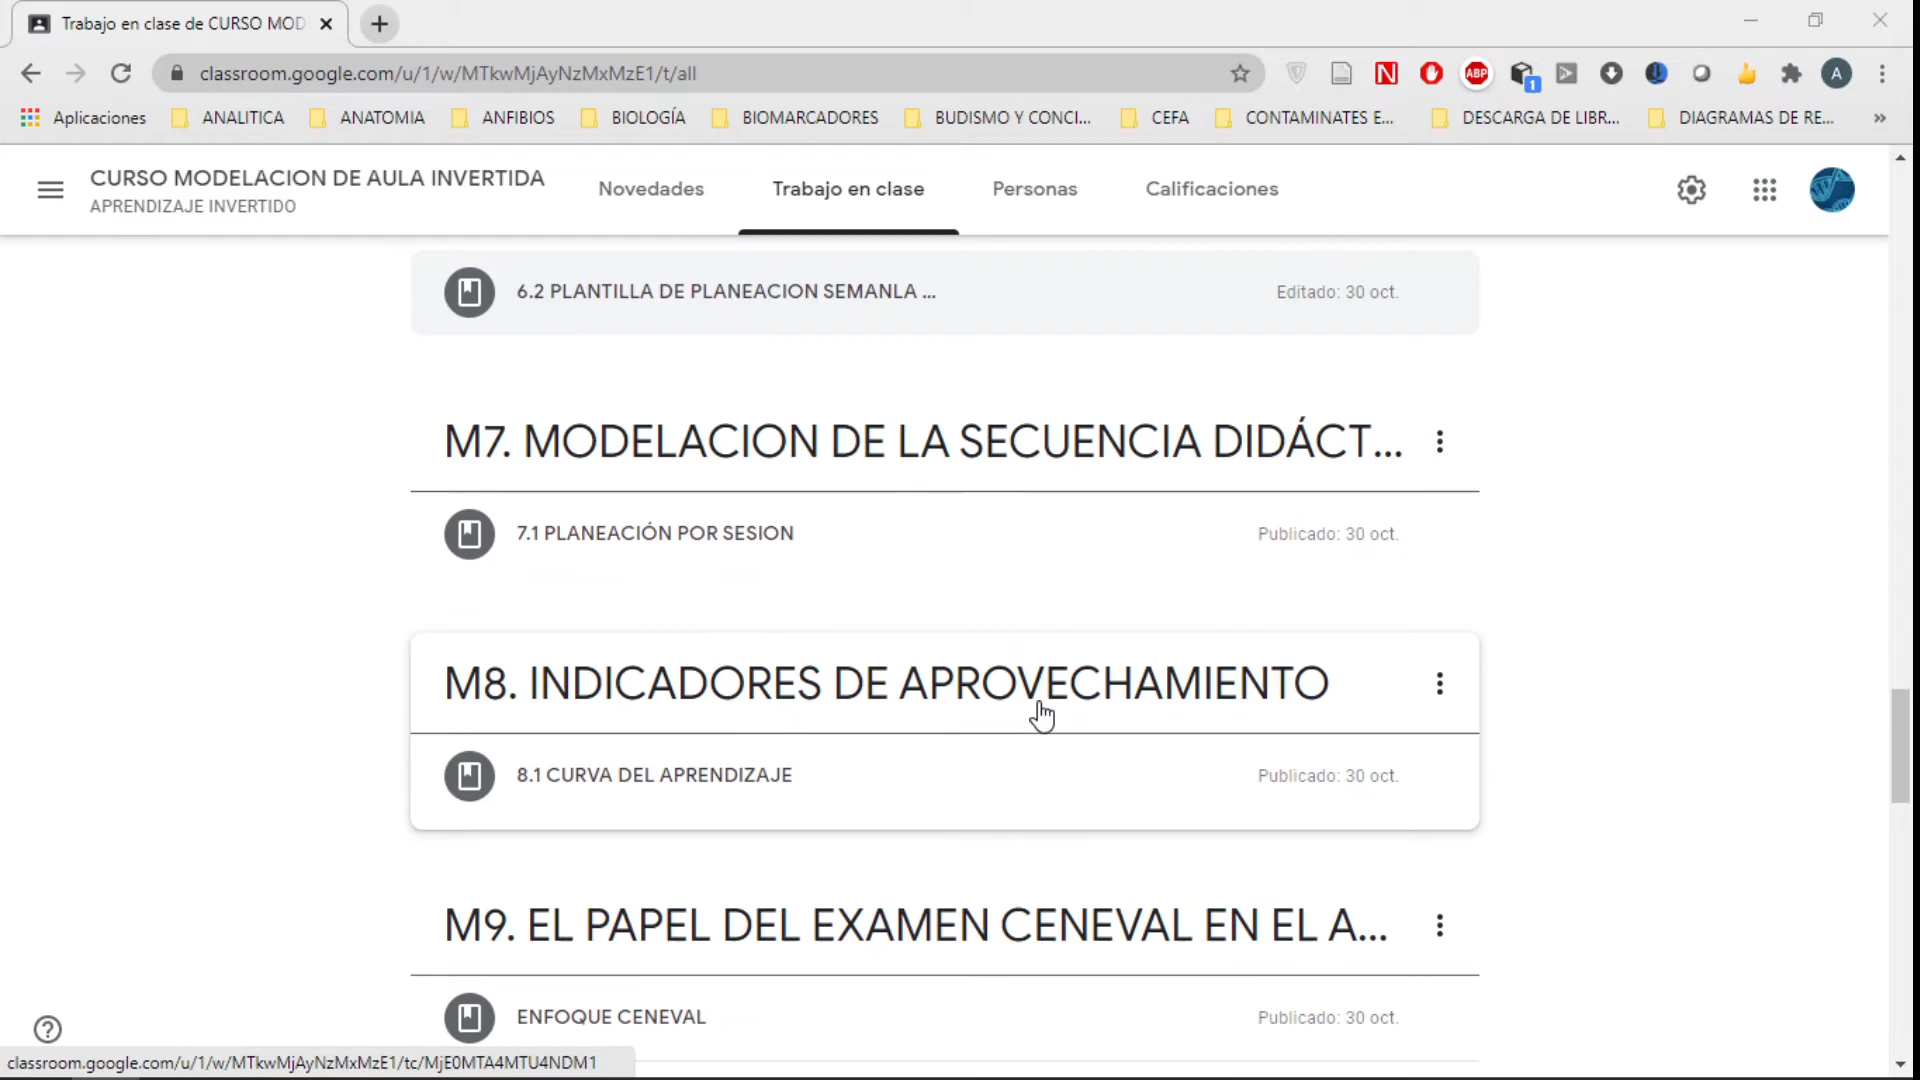 Trabajo en clase de CURSO MOD
classroom.google.com/u/1/w/MTkwMjAyNzMxMzE1/t/all
N
ABP
1
A
Aplicaciones
ANALITICA
ANATOMIA
ANFIBIOS
BIOLOGÍA
BIOMARCADORES
BUDISMO Y CONCI...
CEFA
CONTAMINATES E...
DESCARGA DE LIBR...
DIAGRAMAS DE RE...
»
CURSO MODELACION DE AULA INVERTIDA
APRENDIZAJE INVERTIDO
Novedades
Trabajo en clase
Personas
Calificaciones
6.2 PLANTILLA DE PLANEACION SEMANLA ...
Editado: 30 oct.
M7. MODELACION DE LA SECUENCIA DIDÁCT...
7.1 PLANEACIÓN POR SESION
Publicado: 30 oct.
M8. INDICADORES DE APROVECHAMIENTO
8.1 CURVA DEL APRENDIZAJE
Publicado: 30 oct.
M9. EL PAPEL DEL EXAMEN CENEVAL EN EL A...
ENFOQUE CENEVAL
Publicado: 30 oct.
classroom.google.com/u/1/w/MTkwMjAyNzMxMzE1/tc/MjE0MTA4MTU4NDM1